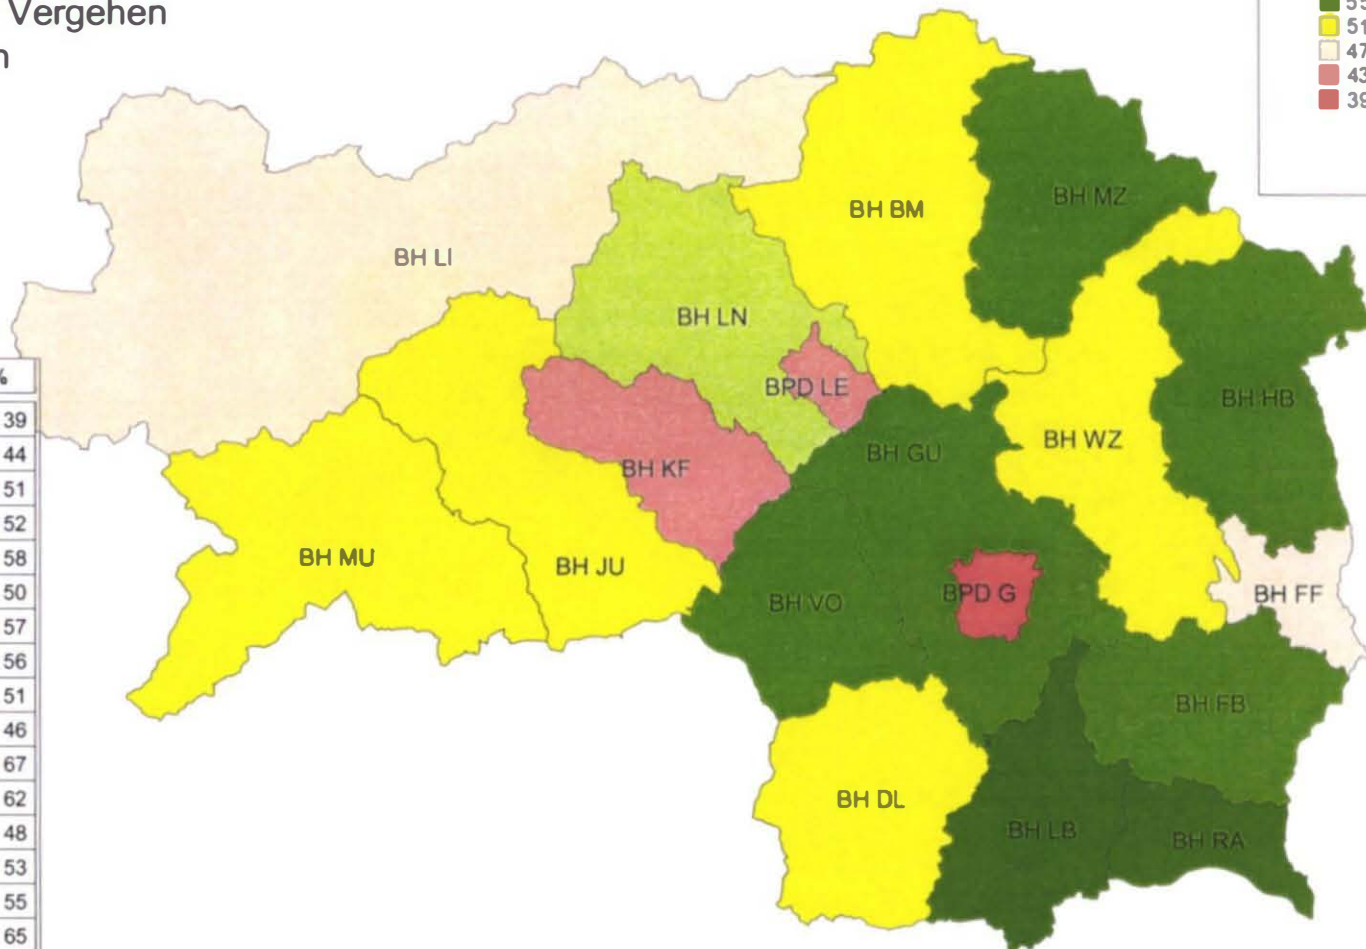 Vergehen
51
47
43
39
BH MZ
BH BM
BH LI
BH LN
%
BPD LE
BH HB
39
BH WZ
44
BH GU
BH KF
51
52
58
BH MU
BH JU
50
BH VO
BPD G
BH FF
57
56
51
BH FB
46
67
62
BH DL
48
BH LB
BH RA
53
55
65